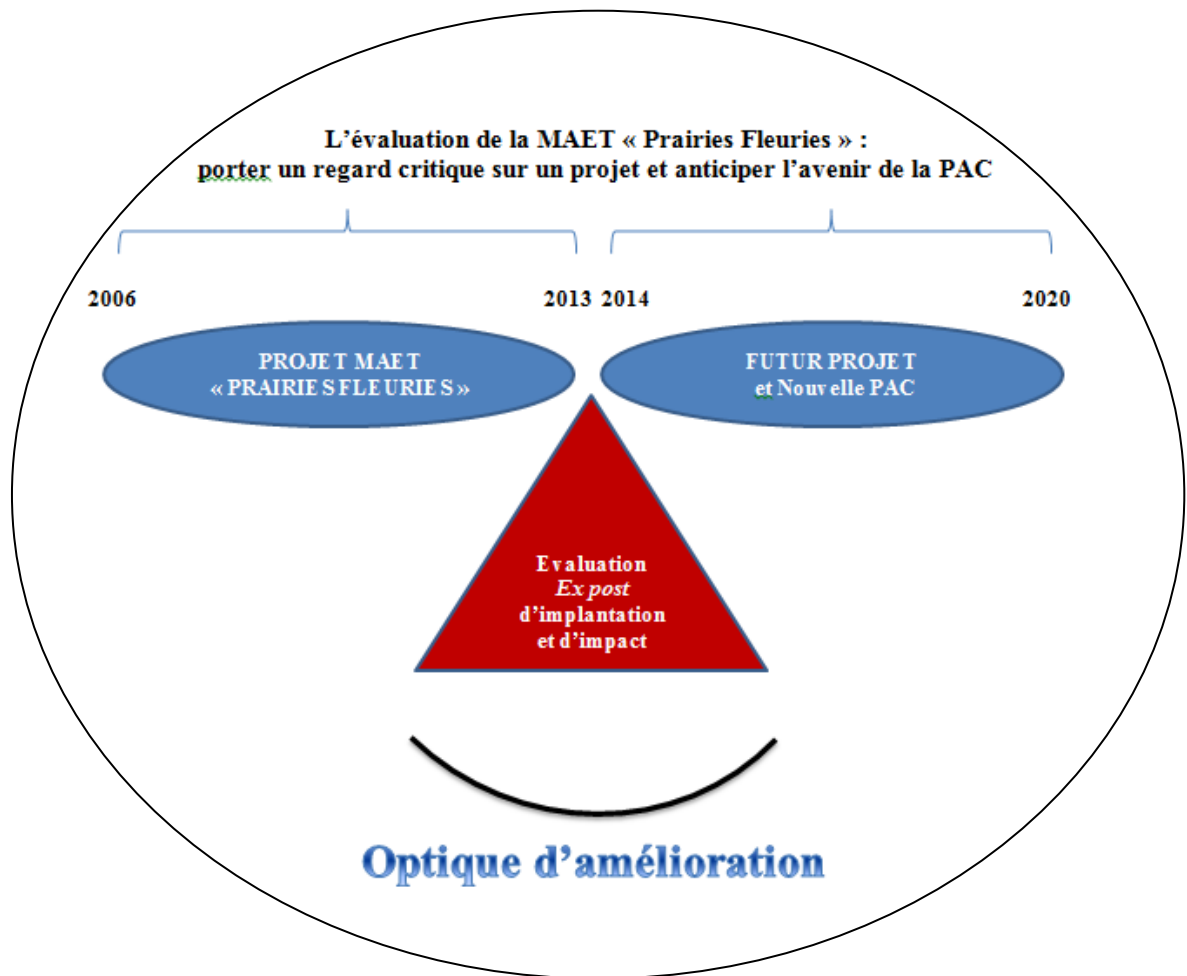 L’évaluation de la MAET « Prairies Fleuries » :
porter un regard critique sur un projet et anticiper l’avenir de la PAC
2006 2013 2014 2020
PROJET MAET
« PRAIRIES FLEURIES »
FUTUR PROJET
et Nouvelle PAC
Evaluation
Ex post
d’implantation
et d’impact
Optique d’amélioration